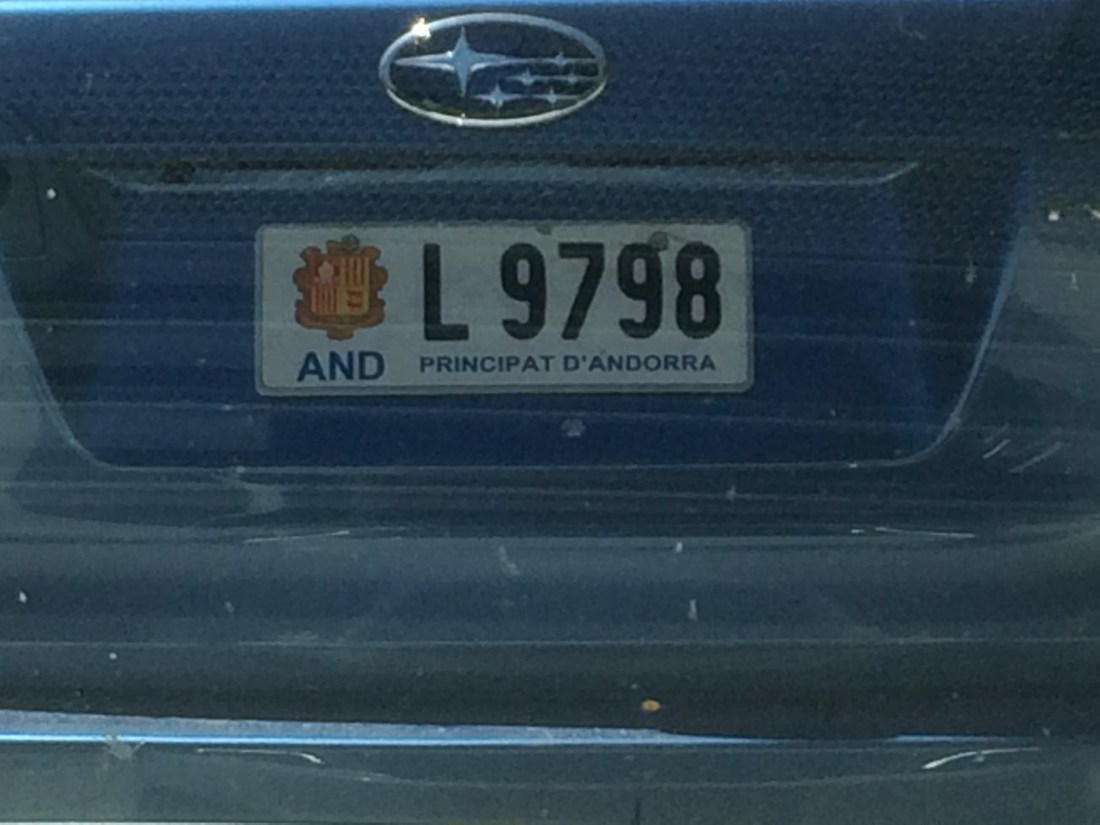 L 9798
AND PRINCIPAT D'ANDORRA